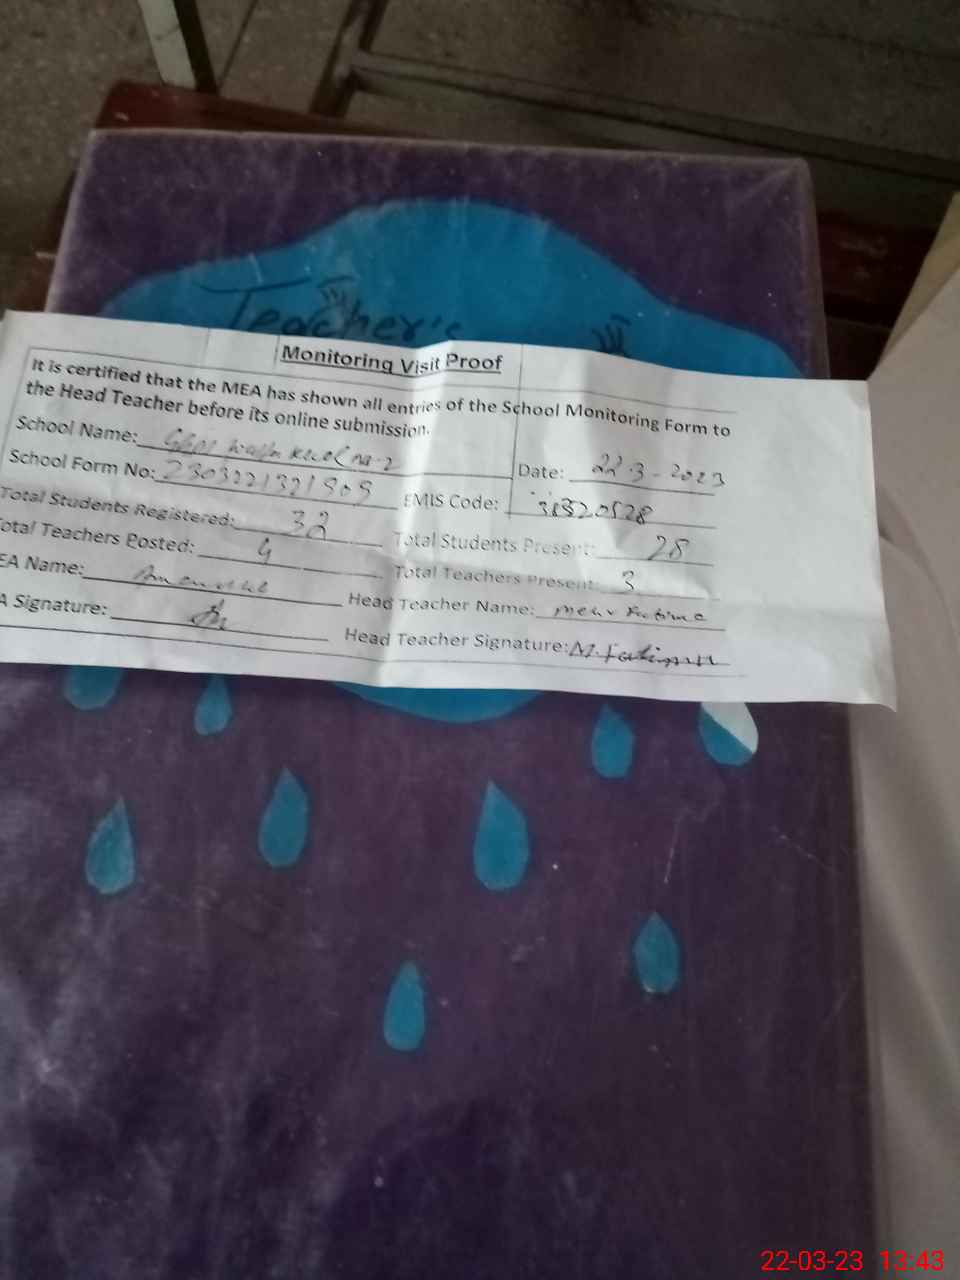 Teacher's
Monitoring Visit Proof
It is certified that the MEA has shown all entries of the School Monitoring Form to
the Head Teacher before its online submission.
School Name:
Date: 22-3-2023
School Form No:
EMIS Code:
Total Students Registered: 32
Total Students Present: 28
Total Teachers Posted: 4
Total Teachers Present: 3
EA Name:
Head Teacher Name:
A Signature:
Head Teacher Signature: M. Fatima
22-03-23 13:43